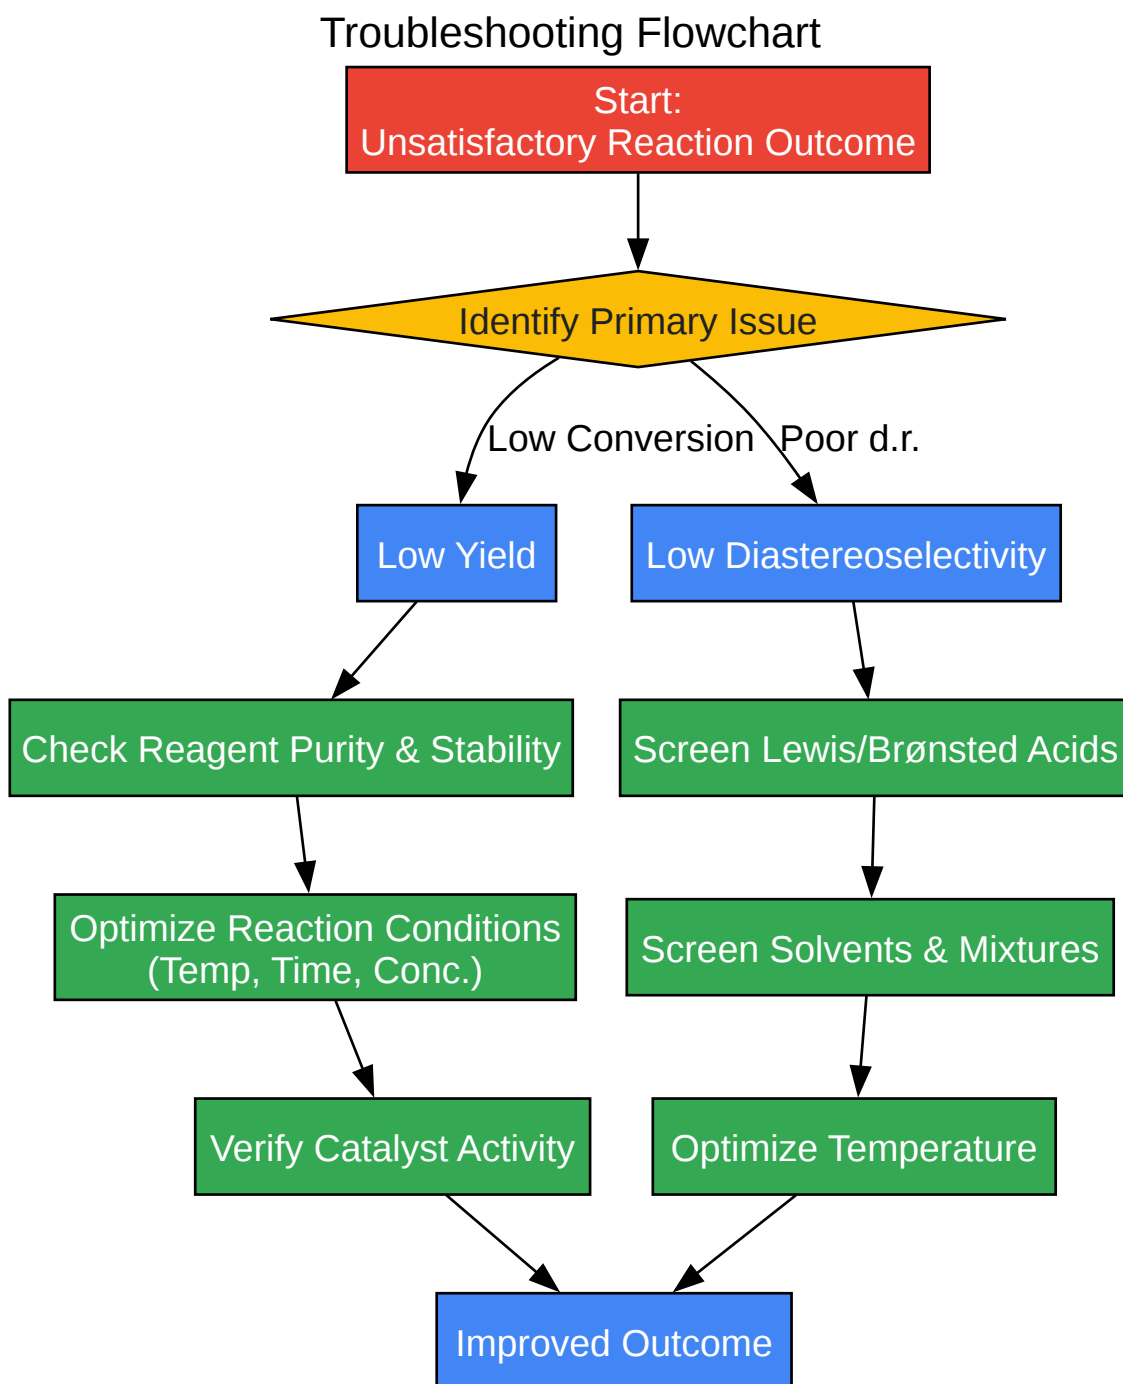 Troubleshooting Flowchart
Start:
Unsatisfactory Reaction Outcome
Identify Primary Issue
Low Conversion
Poor d.r.
Low Yield
Low Diastereoselectivity
Check Reagent Purity & Stability
Screen Lewis/Brønsted Acids
Optimize Reaction Conditions
(Temp, Time, Conc.)
Screen Solvents & Mixtures
Verify Catalyst Activity
Optimize Temperature
Improved Outcome